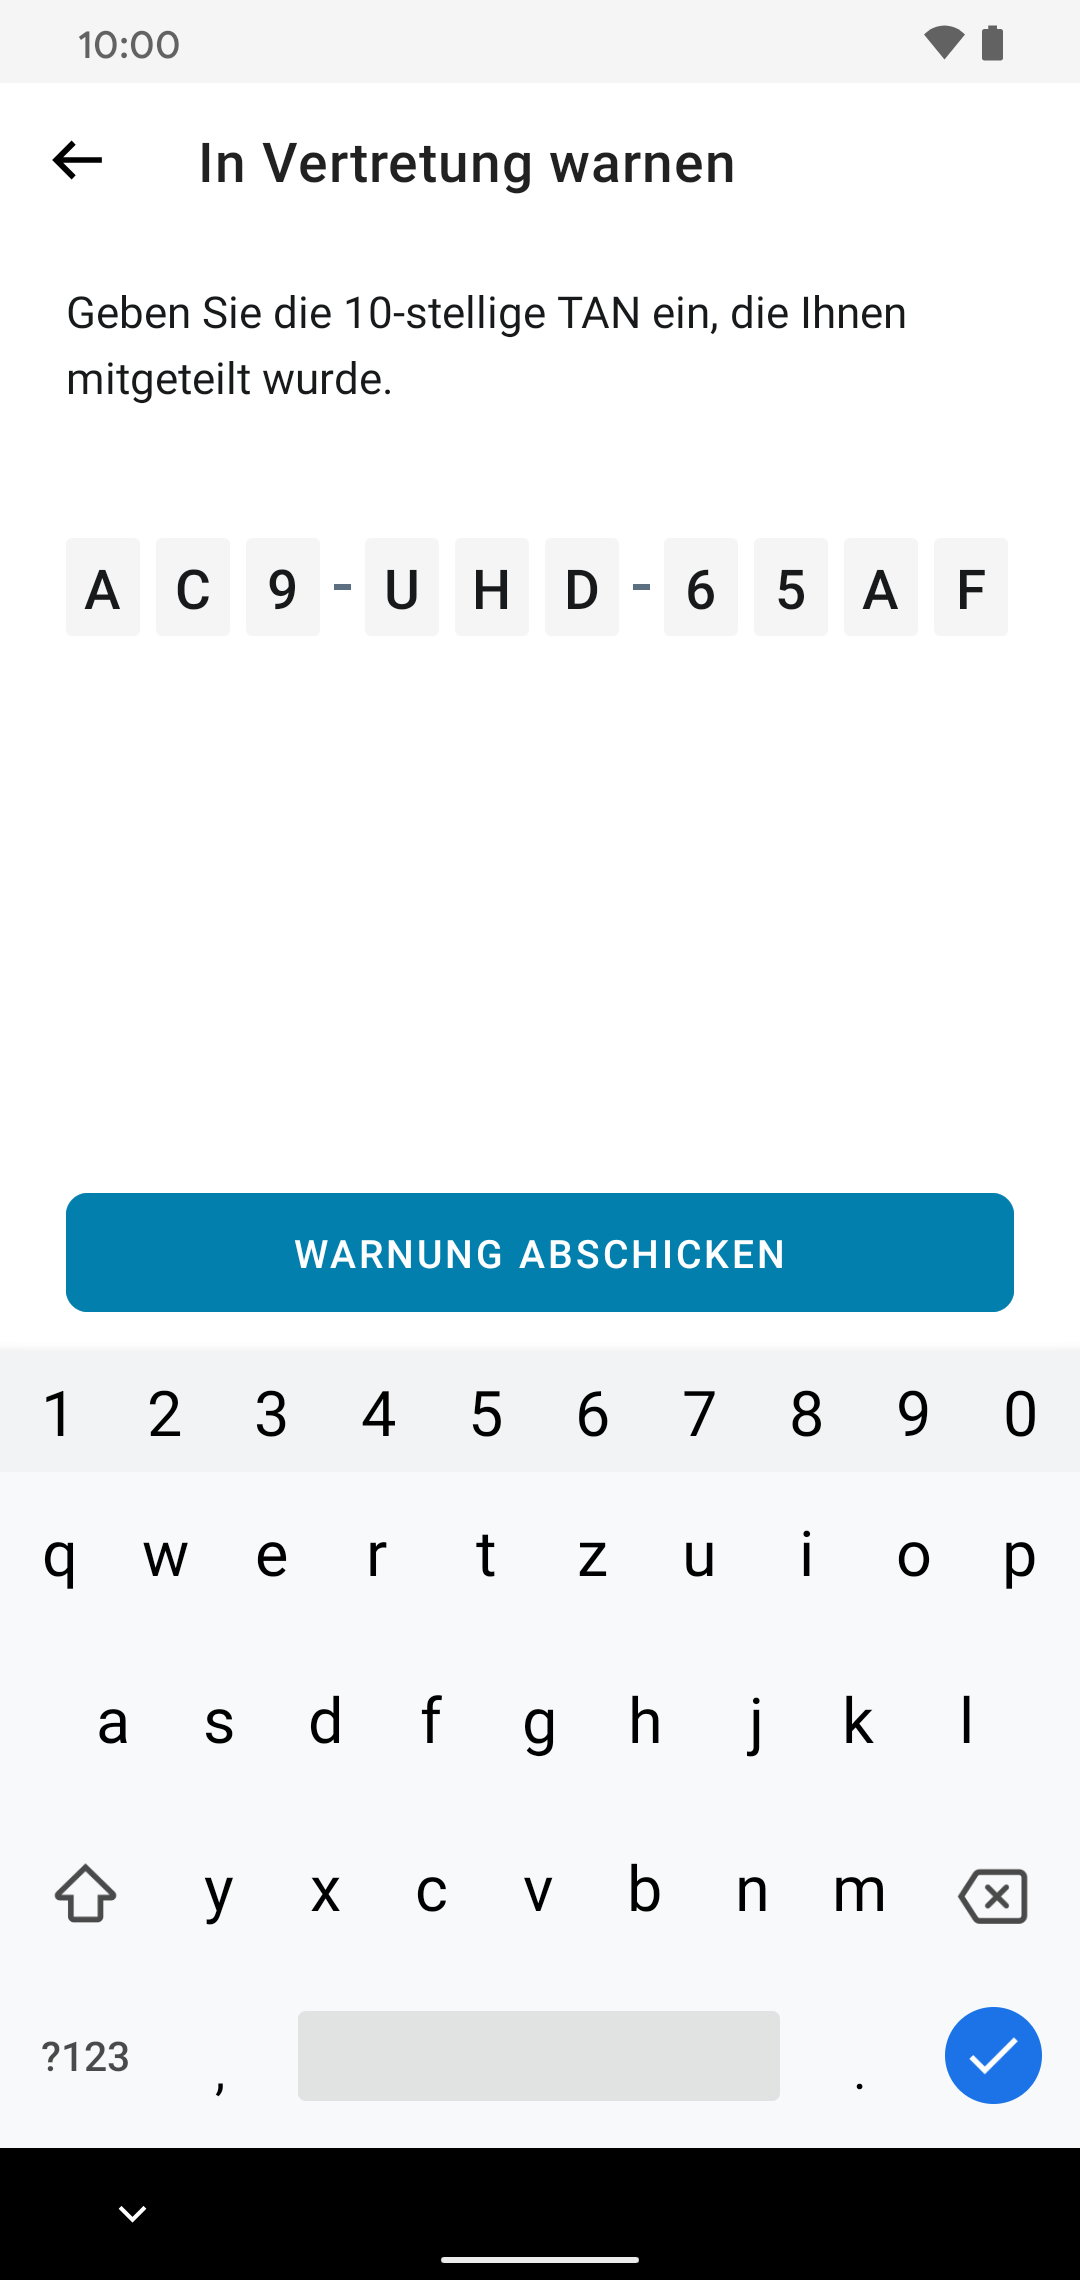 10:00
In Vertretung warnen
Geben Sie die 10-stellige TAN ein, die Ihnen
mitgeteilt wurde.
A C 9 - U H D - 6 5 A F
WARNUNG ABSCHICKEN
1 2 3 4 5 6 7 8 9 0
q w e r t z u i o p
a s d f g h j k l
y x c v b n m
?123 , .